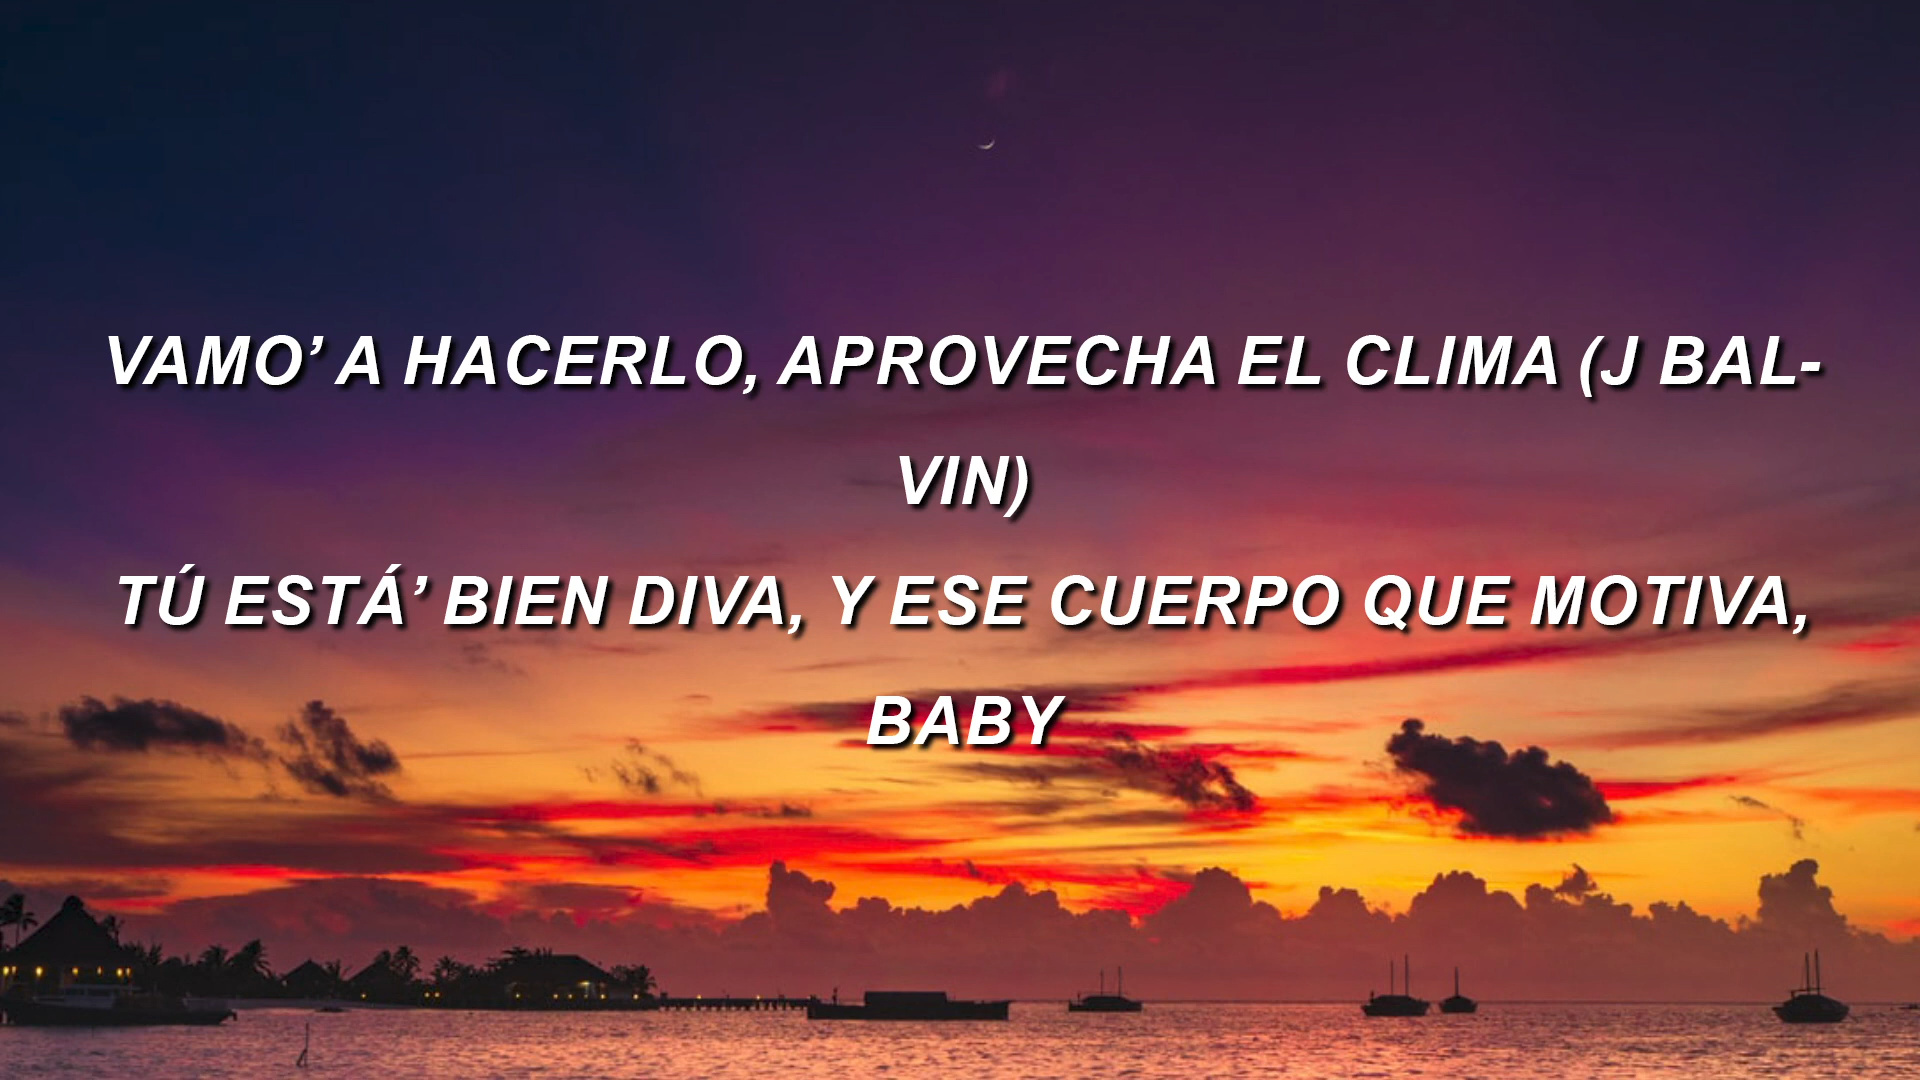 VAMO’ A HACERLO, APROVECHA EL CLIMA (J BAL-
VIN)
TÚ ESTÁ’ BIEN DIVA, Y ESE CUERPO QUE MOTIVA,
BABY